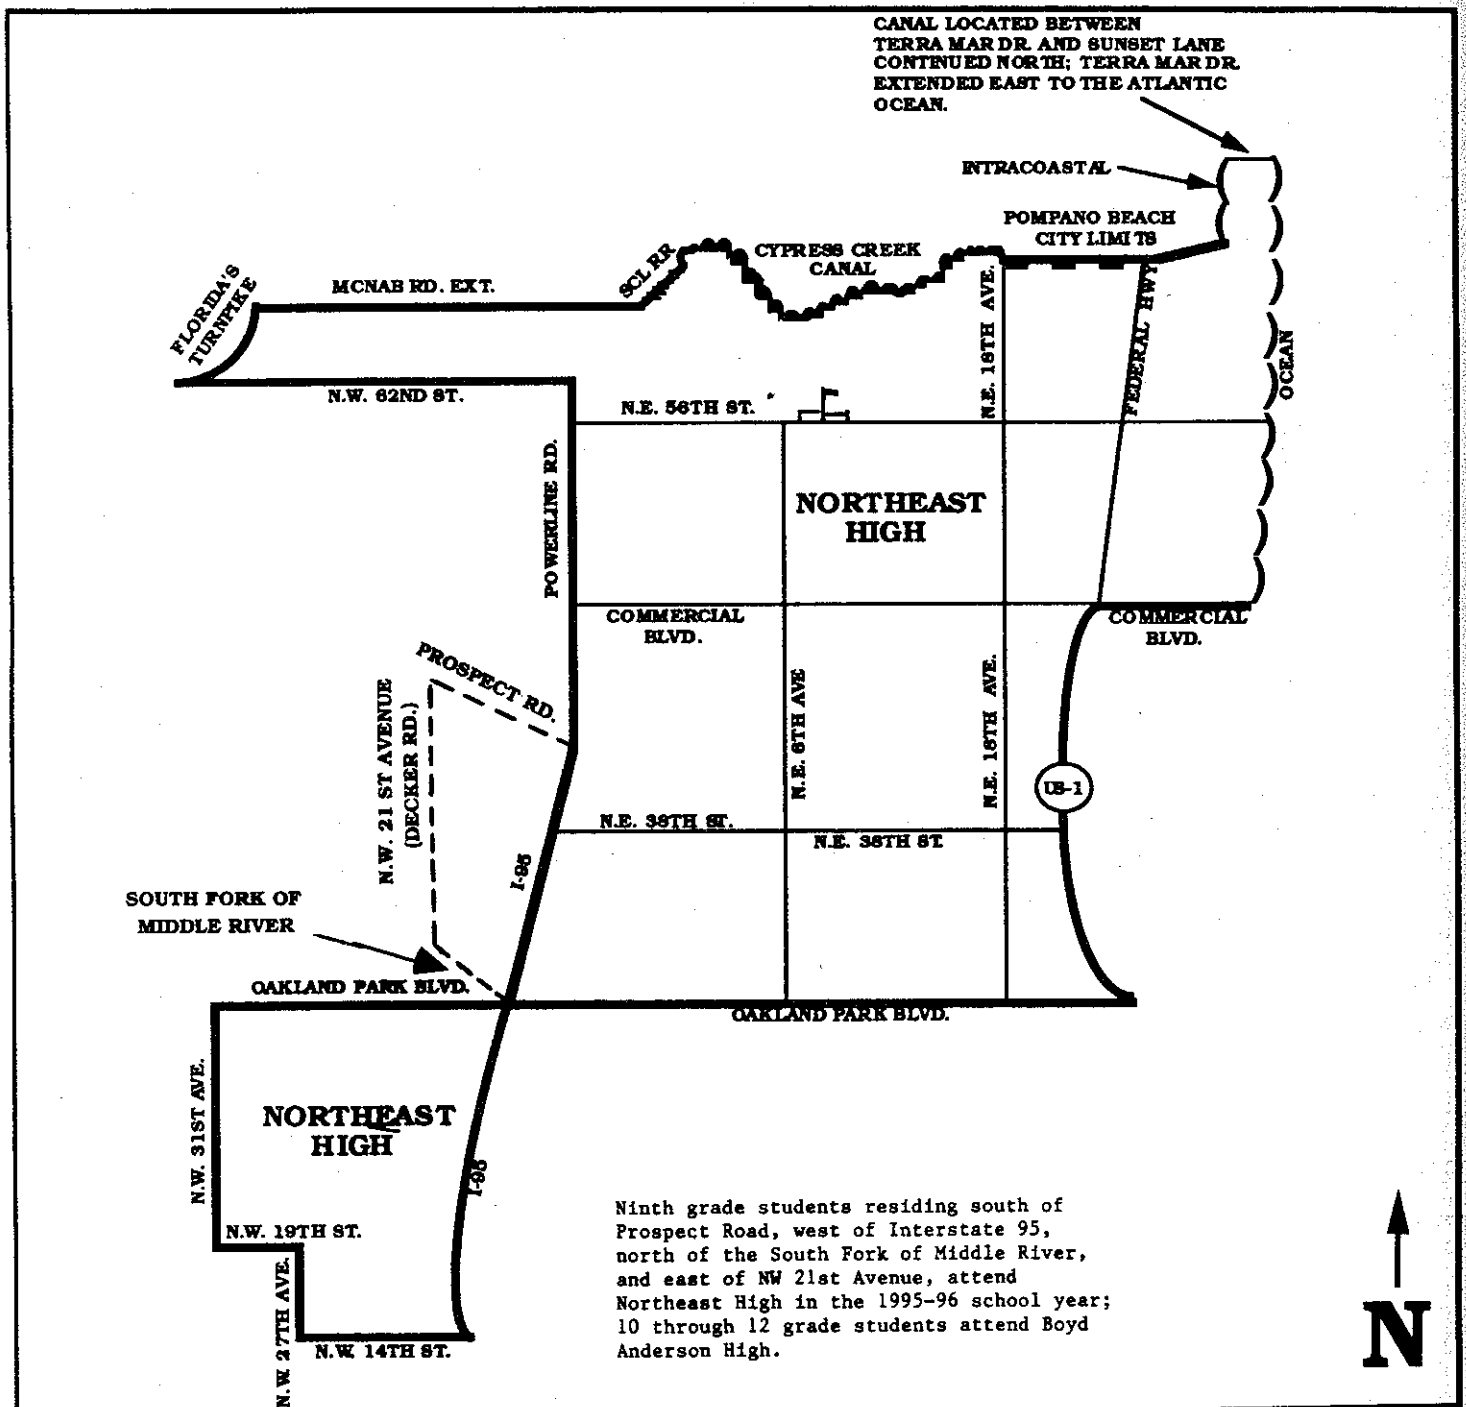 CANAL LOCATED BETWEEN
TERRA MAR DR. AND SUNSET LANE
CONTINUED NORTH; TERRA MAR DR.
EXTENDED EAST TO THE ATLANTIC
OCEAN.
INTRACOASTAL
POMPANO BEACH
CITY LIMITS
CYPRESS CREEK
CANAL
SCL RR
MCNAB RD. EXT.
FLORIDA'S
TURNPIKE
N.E. 18TH AVE.
FEDERAL HWY
OCEAN
N.W. 62ND ST.
N.E. 56TH ST.
POWERLINE RD.
NORTHEAST
HIGH
COMMERCIAL
BLVD.
COMMERCIAL
BLVD.
PROSPECT RD.
N.W. 21 ST AVENUE
(DECKER RD.)
N.E. 6TH AVE
N.E. 18TH AVE.
US-1
N.E. 38TH ST.
N.E. 38TH ST
I-95
SOUTH FORK OF
MIDDLE RIVER
OAKLAND PARK BLVD.
OAKLAND PARK BLVD.
N.W. 31ST AVE.
NORTHEAST
HIGH
I-95
N.W. 19TH ST.
N.W. 27TH AVE.
N.W. 14TH ST.
Ninth grade students residing south of
Prospect Road, west of Interstate 95,
north of the South Fork of Middle River,
and east of NW 21st Avenue, attend
Northeast High in the 1995-96 school year;
10 through 12 grade students attend Boyd
Anderson High.
N